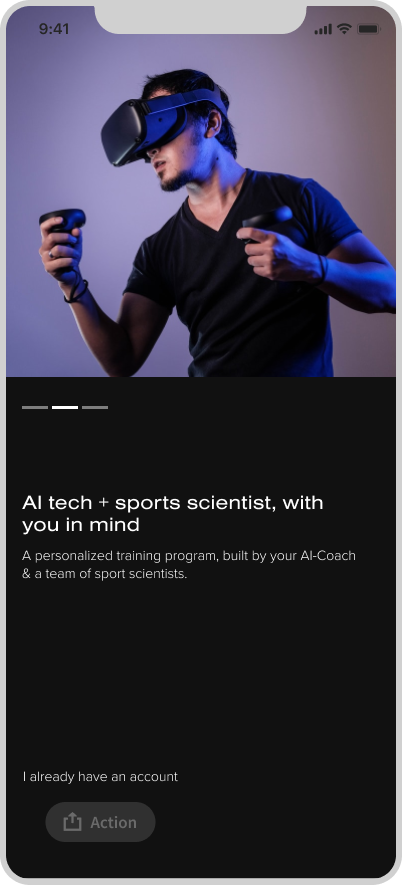 9:41
AI tech + sports scientist, with
you in mind
A personalized training program, built by your AI-Coach
& a team of sport scientists.
I already have an account
Action